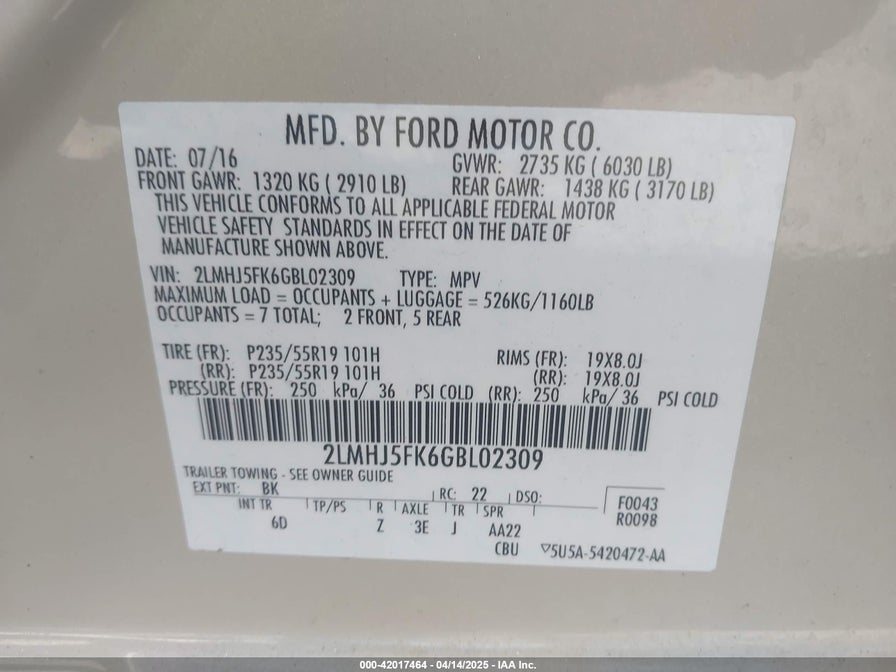 MFD. BY FORD MOTOR CO.
DATE: 07/16 GVWR: 2735 KG ( 6030 LB)
FRONT GAWR: 1320 KG ( 2910 LB) REAR GAWR: 1438 KG ( 3170 LB)
THIS VEHICLE CONFORMS TO ALL APPLICABLE FEDERAL MOTOR
VEHICLE SAFETY STANDARDS IN EFFECT ON THE DATE OF
MANUFACTURE SHOWN ABOVE.
VIN: 2LMHJ5FK6GBL02309 TYPE: MPV
MAXIMUM LOAD = OCCUPANTS + LUGGAGE = 526KG/1160LB
OCCUPANTS = 7 TOTAL; 2 FRONT, 5 REAR
TIRE (FR): P235/55R19 101H RIMS (FR): 19X8.0J
(RR): P235/55R19 101H (RR): 19X8.0J
PRESSURE (FR): 250 kPa/ 36 PSI COLD (RR): 250 kPa/ 36 PSI COLD
2LMHJ5FK6GBL02309
TRAILER TOWING - SEE OWNER GUIDE
EXT PNT: BK RC: 22 DSO:
INT TR TP/PS R AXLE TR SPR
6D Z 3E J AA22
F0043
R0098
CBU ▽5U5A-5420472-AA
000-42017464 - 04/14/2025 - IAA Inc.